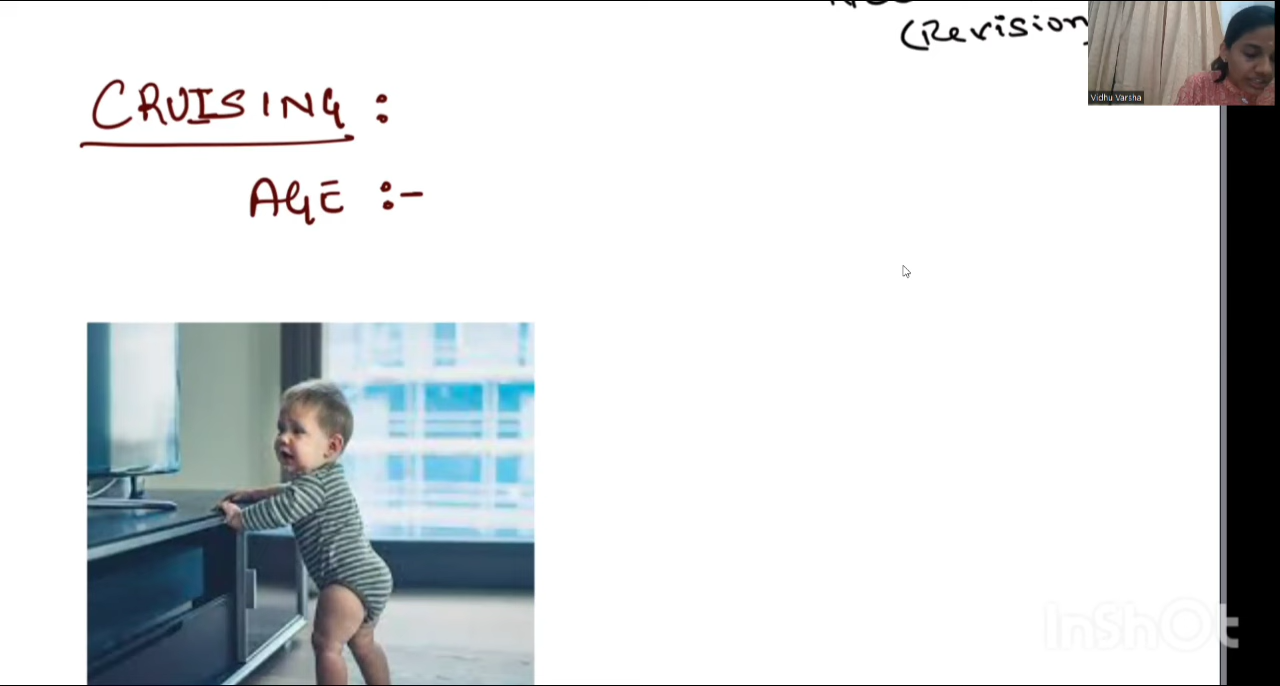 (Revision
Vidhu Varsha
CRUISING :
AGE :-
InShOt